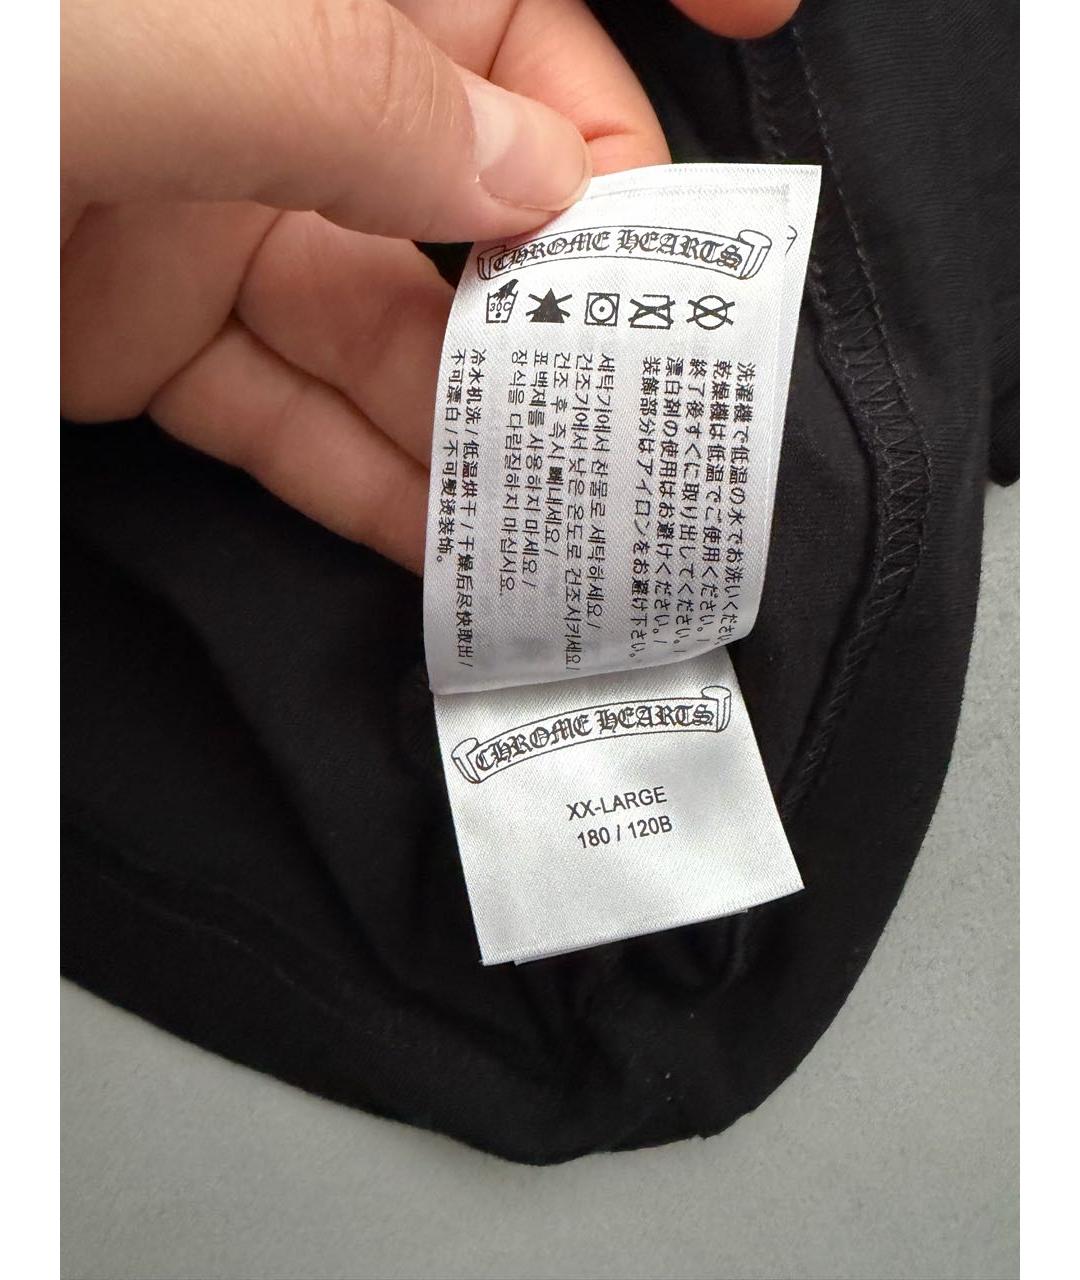 CHROME HEARTS
30C
洗濯機で低温の水でお洗いください。/
乾燥機は低温でご使用ください。/
終了後すぐに取り出してください。/
漂白剤の使用はお避けください。/
装飾部分はアイロンをお避け下さい。
세탁기에서 찬물로 세탁하세요/
건조기에서 낮은 온도로 건조시키세요/
건조 후 즉시 빼내세요/
표백제를 사용하지 마세요/
장식을 다림질하지 마십시요.
冷水机洗/低温烘干/干燥后尽快取出/
不可漂白/不可熨烫装饰。
CHROME HEARTS
XX-LARGE
180 / 120B